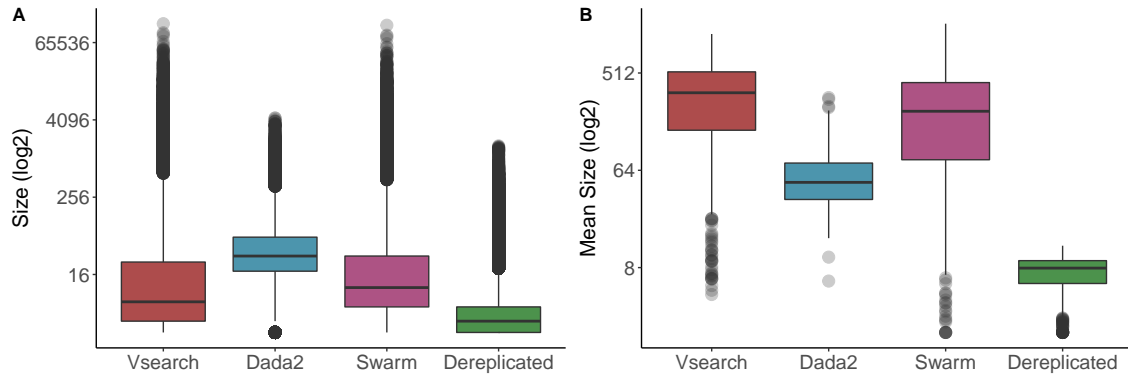 A
Size (log2)
65536
4096
256
16
Vsearch Dada2 Swarm Dereplicated
B
Mean Size (log2)
512
64
8
Vsearch Dada2 Swarm Dereplicated